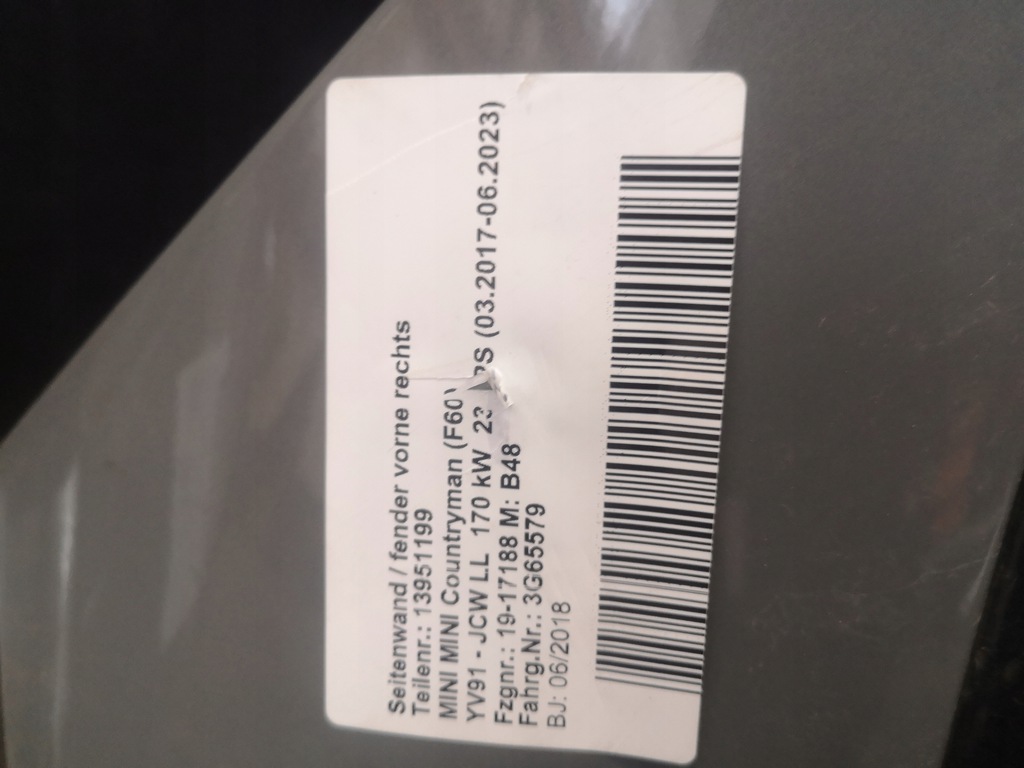 Seitenwand / fender vorne rechts
Teilenr.: 13951199
MINI MINI Countryman (F60)
YV91 - JCW LL 170 kW (03.2017-06.2023)
Fzgnr.: 19-17188 M: B48
Fahrg.Nr.: 3G65579
BJ: 06/2018